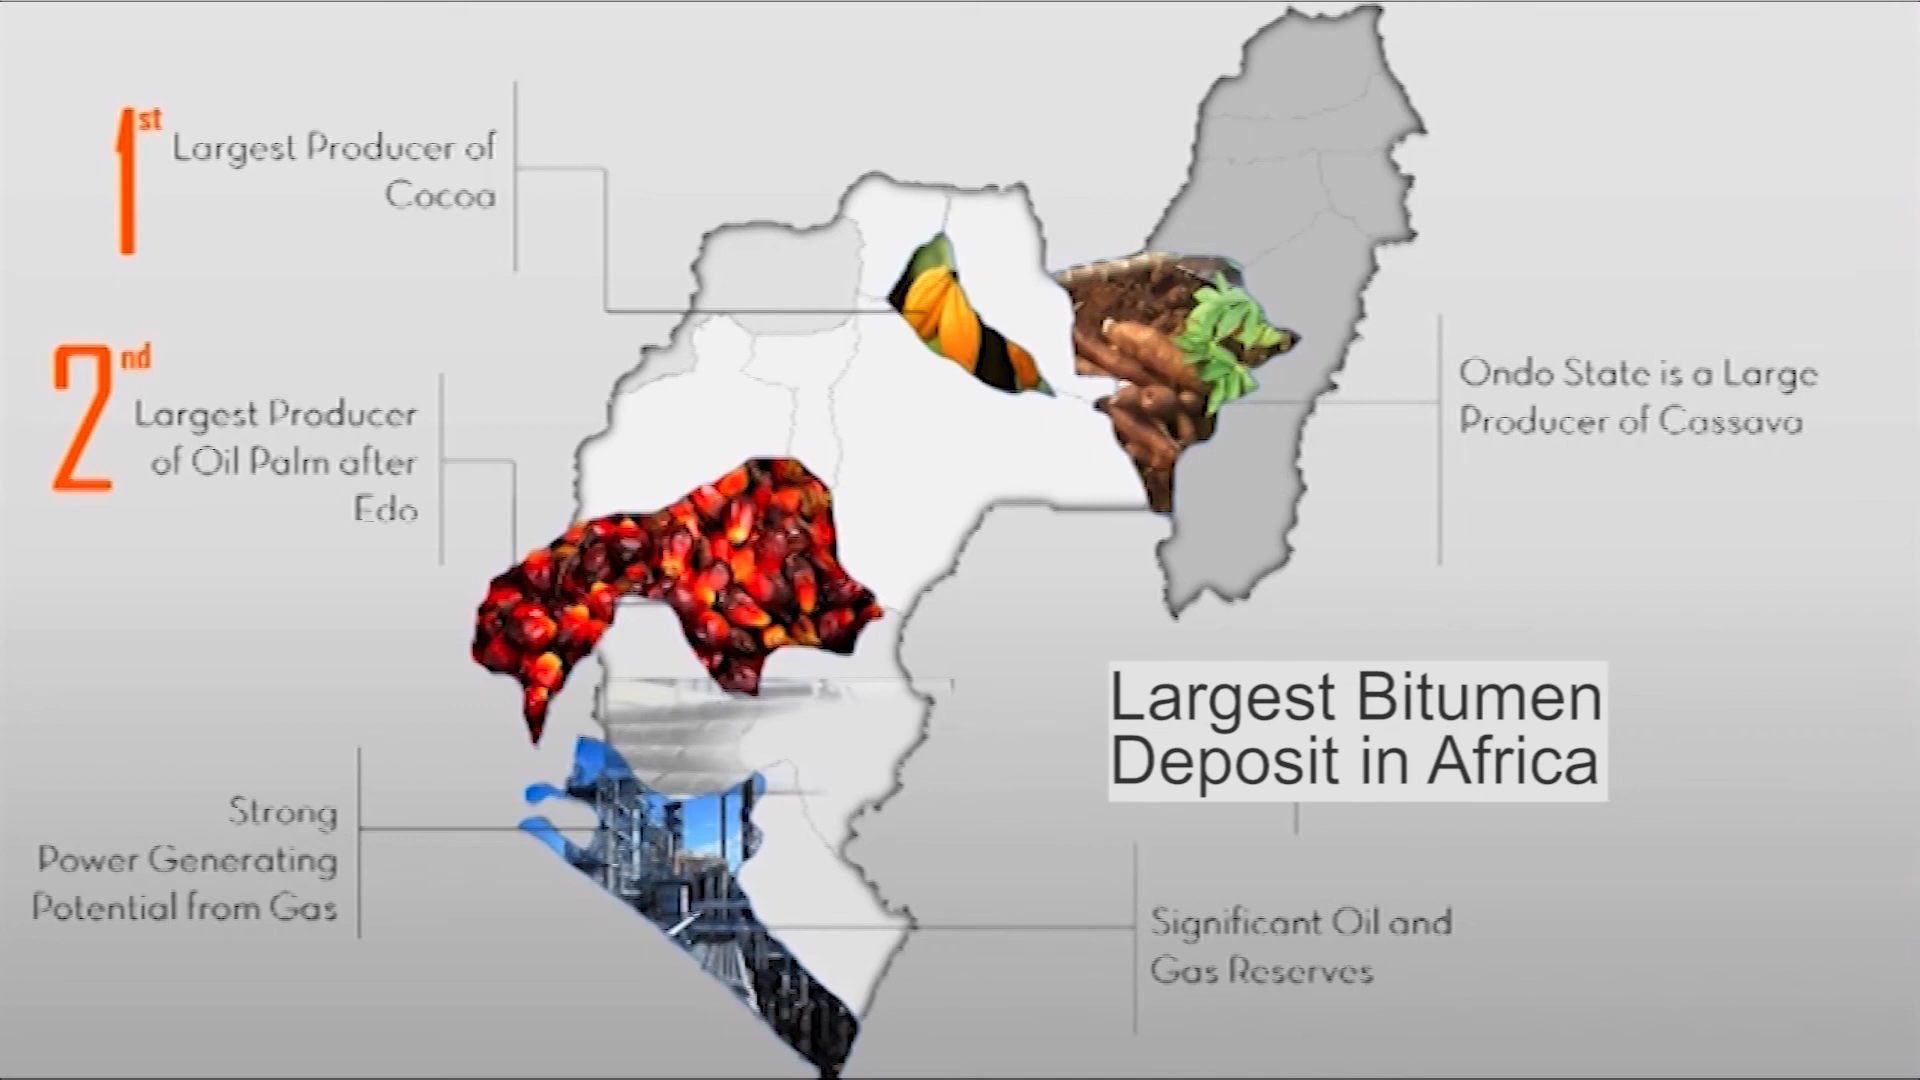 1st
Largest Producer of
Cocoa
2nd
Largest Producer
of Oil Palm after
Edo
Ondo State is a Large
Producer of Cassava
Largest Bitumen
Deposit in Africa
Strong
Power Generating
Potential from Gas
Significant Oil and
Gas Reserves